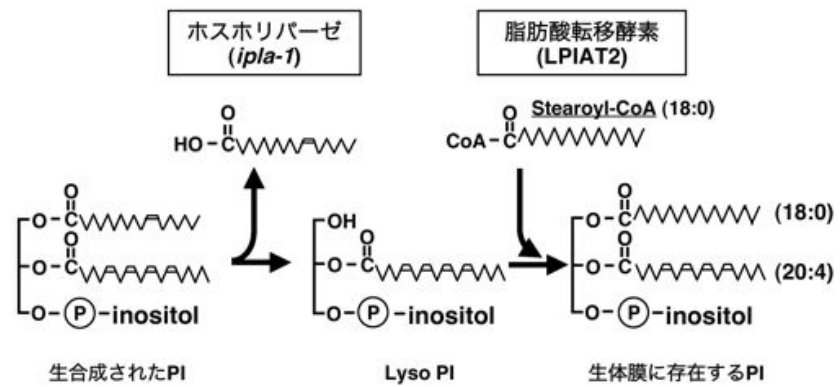 ホスホリパーゼ
(ipla-1)
脂肪酸転移酵素
(LPIAT2)
Stearoyl-CoA (18:0)
O
HO-C
O
CoA-C
O
O-C
O
O-C
O-P-inositol
OH
O
O-C
O-P-inositol
O
O-C
(18:0)
O
O-C
(20:4)
O-P-inositol
生合成されたPI
Lyso PI
生体膜に存在するPI